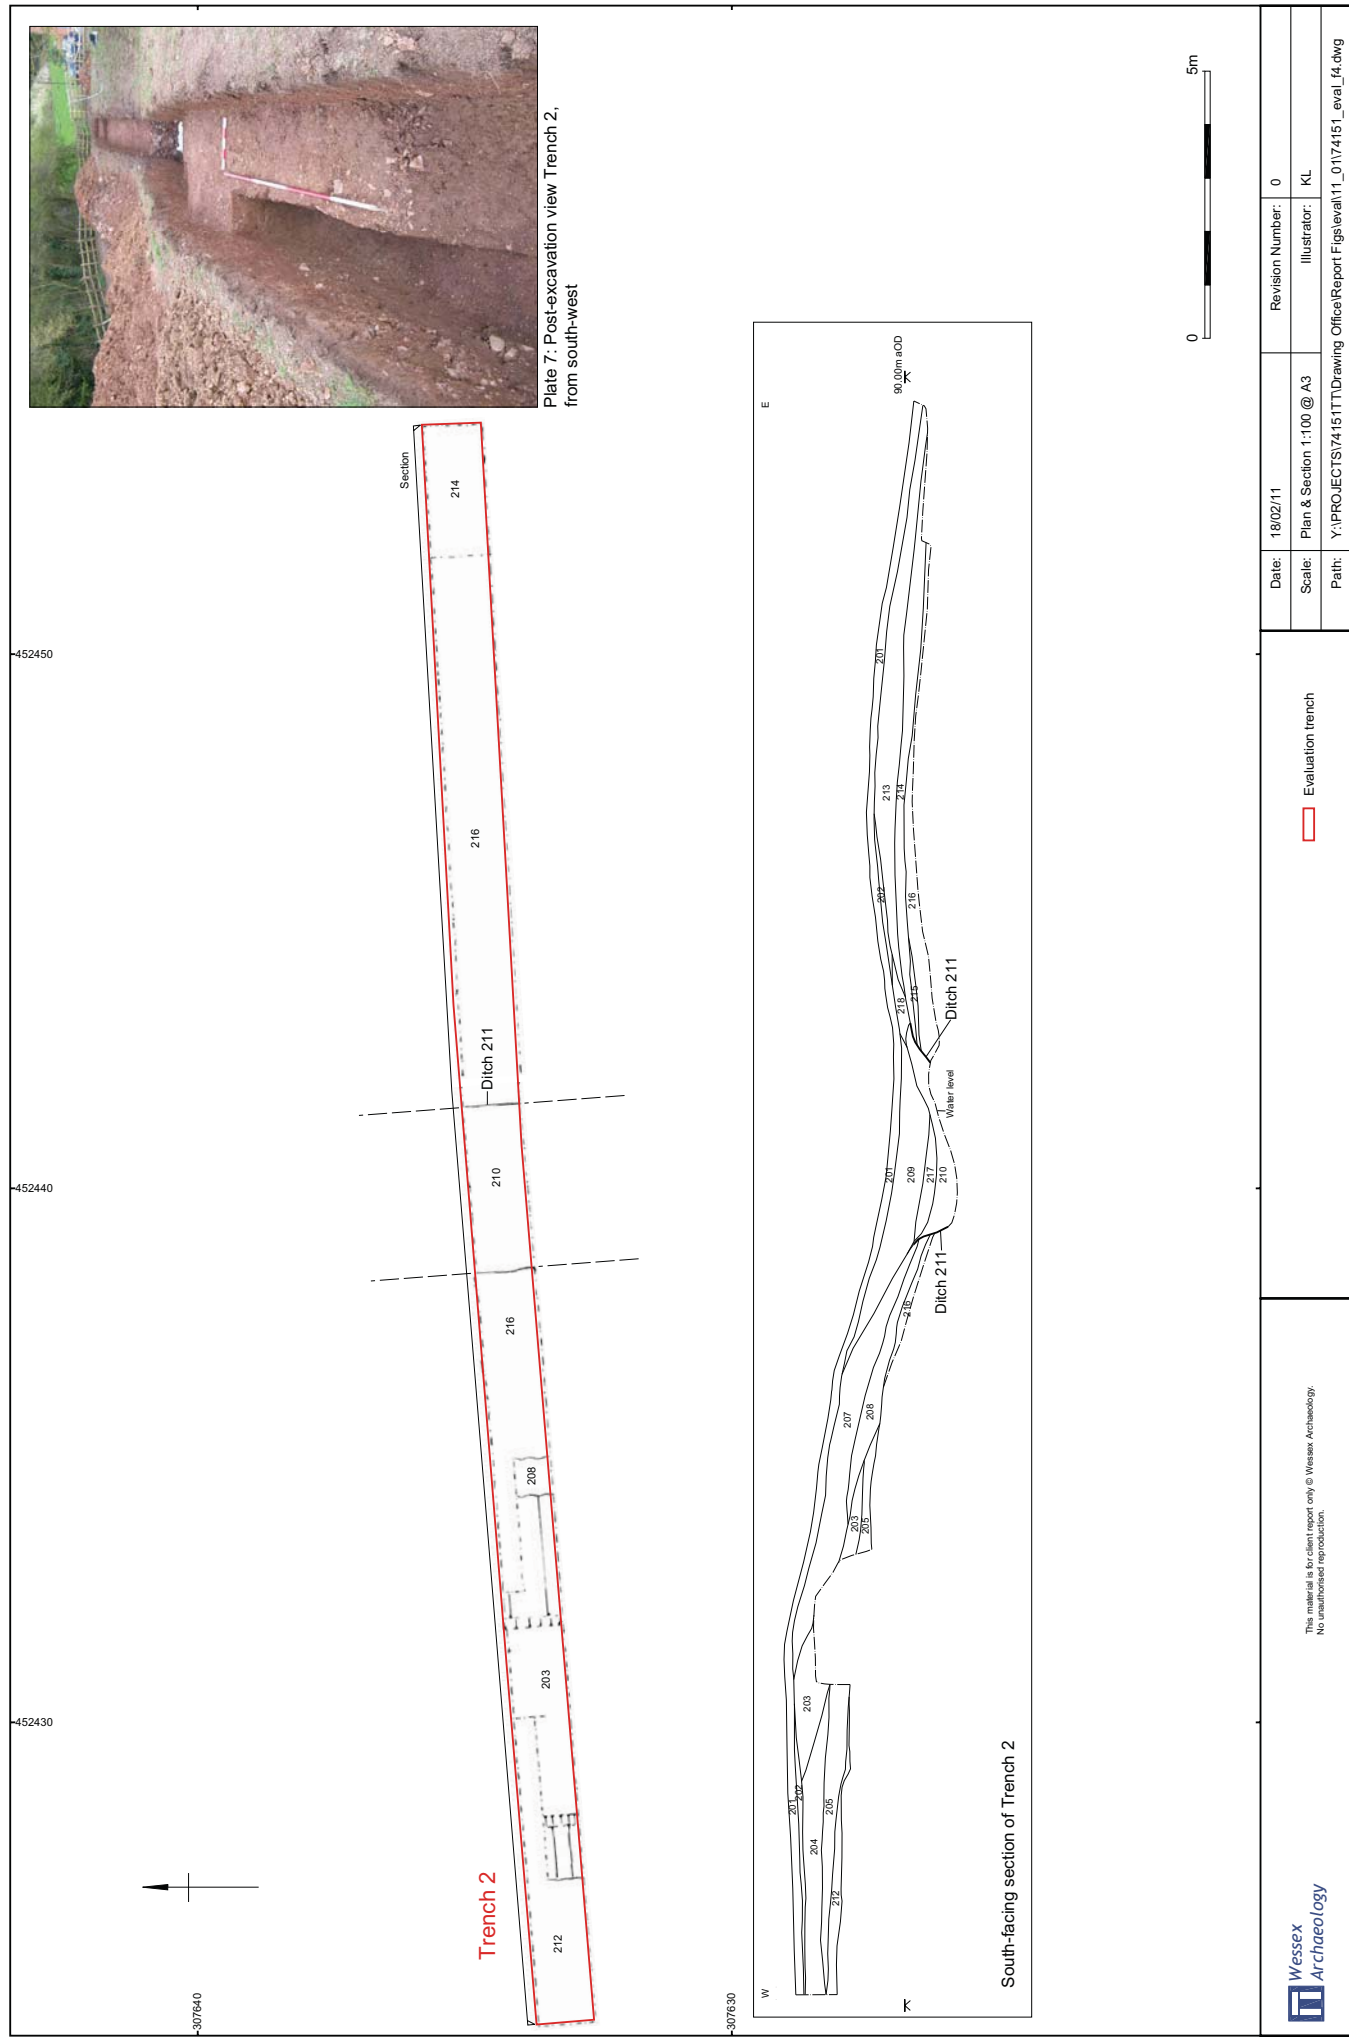 Plate 7: Post-excavation view Trench 2,
from south-west
452430
452440
452450
307640
307630
Trench 2
Section
212
203
208
216
210
Ditch 211
216
214
W
E
90.00m aOD
201
202
203
204
205
212
203
205
207
208
216
Ditch 211
201
209
217
210
Water level
Ditch 211
218
215
202
216
213
214
201
South-facing section of Trench 2
0
5m
Wessex
Archaeology
This material is for client report only © Wessex Archaeology.
No unauthorised reproduction.
Evaluation trench
Date: 18/02/11 Revision Number: 0
Scale: Plan & Section 1:100 @ A3 Illustrator: KL
Path: Y:\PROJECTS\74151TT\Drawing Office\Report Figs\eval\11_01\74151_eval_f4.dwg